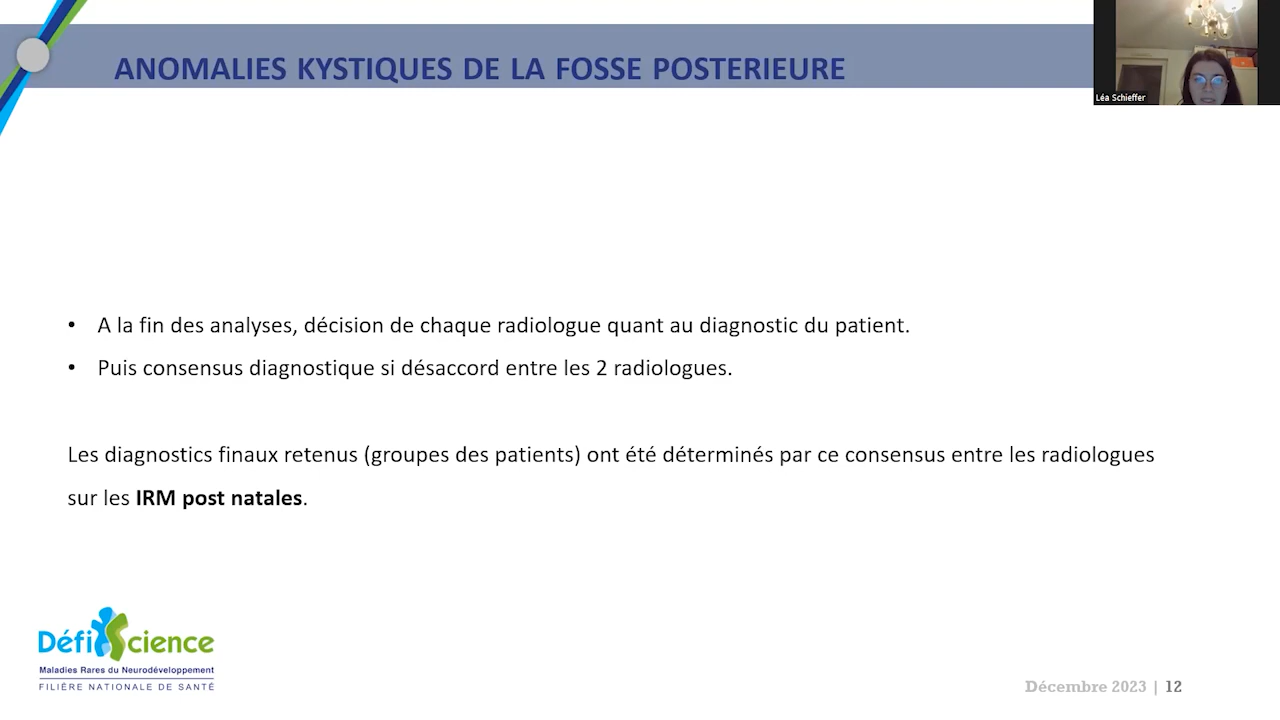 ANOMALIES KYSTIQUES DE LA FOSSE POSTERIEURE
Léa Schieffer
• A la fin des analyses, décision de chaque radiologue quant au diagnostic du patient.
• Puis consensus diagnostique si désaccord entre les 2 radiologues.
Les diagnostics finaux retenus (groupes des patients) ont été déterminés par ce consensus entre les radiologues
sur les IRM post natales.
Défi Science
Maladies Rares du Neurodéveloppement
FILIÈRE NATIONALE DE SANTÉ
Décembre 2023 | 12